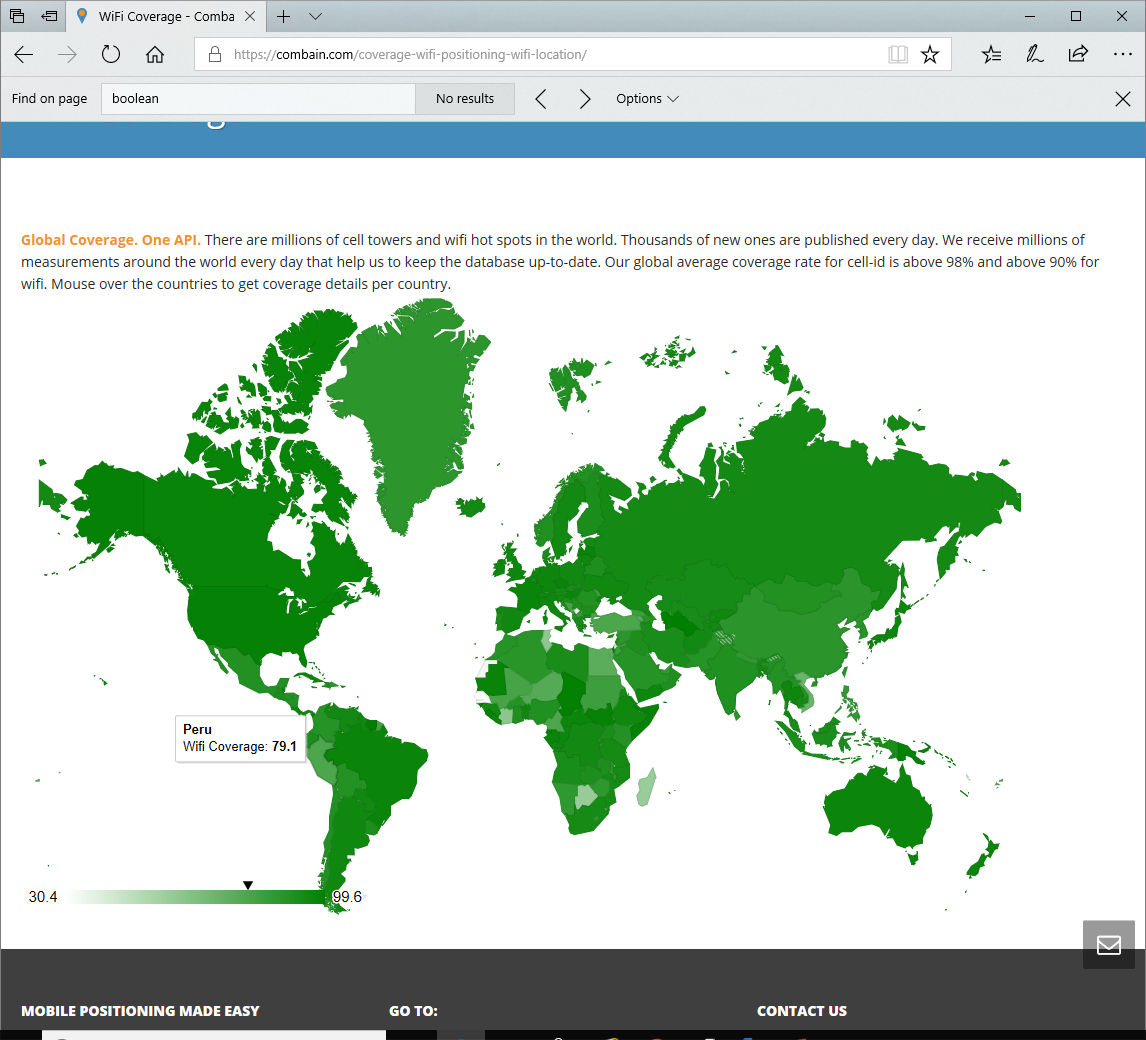 WiFi Coverage - Comba
https://combain.com/coverage-wifi-positioning-wifi-location/
Find on page
boolean
No results
Options
Global Coverage. One API. There are millions of cell towers and wifi hot spots in the world. Thousands of new ones are published every day. We receive millions of
measurements around the world every day that help us to keep the database up-to-date. Our global average coverage rate for cell-id is above 98% and above 90% for
wifi. Mouse over the countries to get coverage details per country.
Peru
Wifi Coverage: 79.1
30.4
99.6
MOBILE POSITIONING MADE EASY
GO TO:
CONTACT US